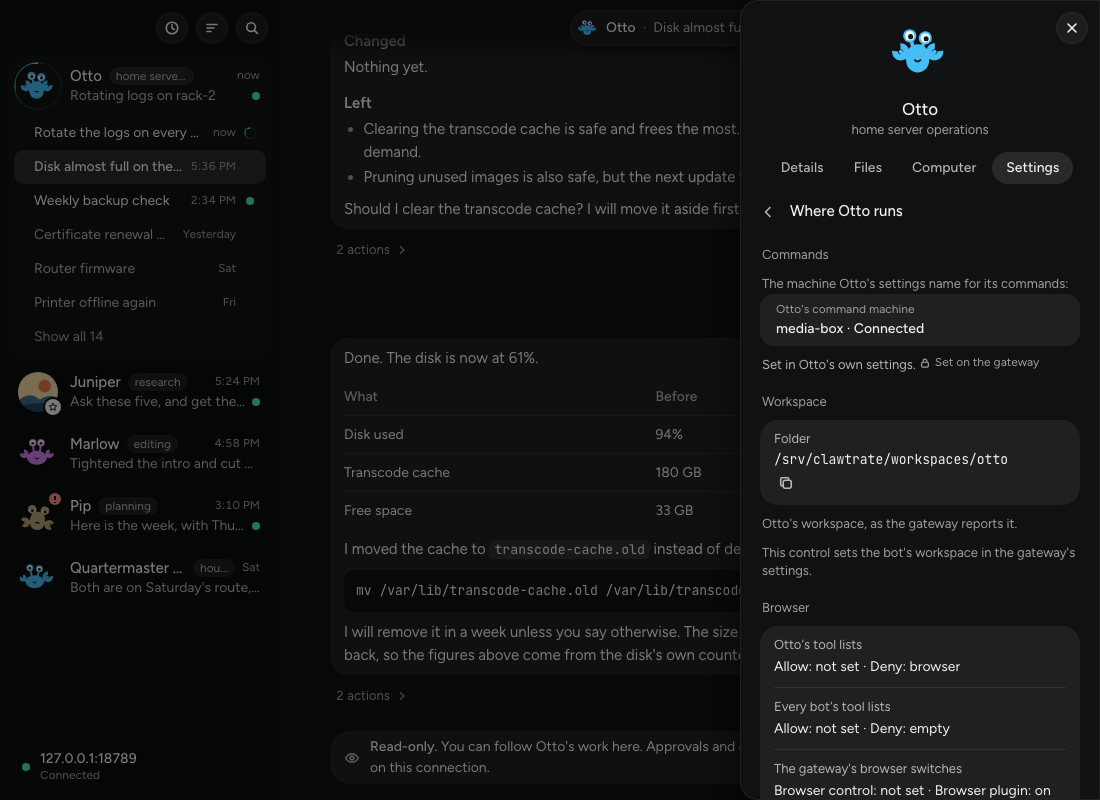 Otto
home serve...
now
Rotating logs on rack-2
Rotate the logs on every ...
now
Disk almost full on the...
5:36 PM
Weekly backup check
2:34 PM
Certificate renewal ...
Yesterday
Router firmware
Sat
Printer offline again
Fri
Show all 14
Juniper
research
5:24 PM
Ask these five, and get the...
Marlow
editing
4:58 PM
Tightened the intro and cut ...
Pip
planning
3:10 PM
Here is the week, with Thu...
Quartermaster ...
hou...
Sat
Both are on Saturday's route,...
127.0.0.1:18789
Connected
Otto · Disk almost fu
Changed
Nothing yet.
Left
Clearing the transcode cache is safe and frees the most.
demand.
Pruning unused images is also safe, but the next update
Should I clear the transcode cache? I will move it aside first
2 actions
Done. The disk is now at 61%.
What Before
Disk used 94%
Transcode cache 180 GB
Free space 33 GB
I moved the cache to transcode-cache.old instead of de
mv /var/lib/transcode-cache.old /var/lib/transcod
I will remove it in a week unless you say otherwise. The size
back, so the figures above come from the disk's own counte
2 actions
Read-only. You can follow Otto's work here. Approvals and
on this connection.
Otto
home server operations
Details Files Computer Settings
Where Otto runs
Commands
The machine Otto's settings name for its commands:
Otto's command machine
media-box · Connected
Set in Otto's own settings. Set on the gateway
Workspace
Folder
/srv/clawtrate/workspaces/otto
Otto's workspace, as the gateway reports it.
This control sets the bot's workspace in the gateway's
settings.
Browser
Otto's tool lists
Allow: not set · Deny: browser
Every bot's tool lists
Allow: not set · Deny: empty
The gateway's browser switches
Browser control: not set · Browser plugin: on